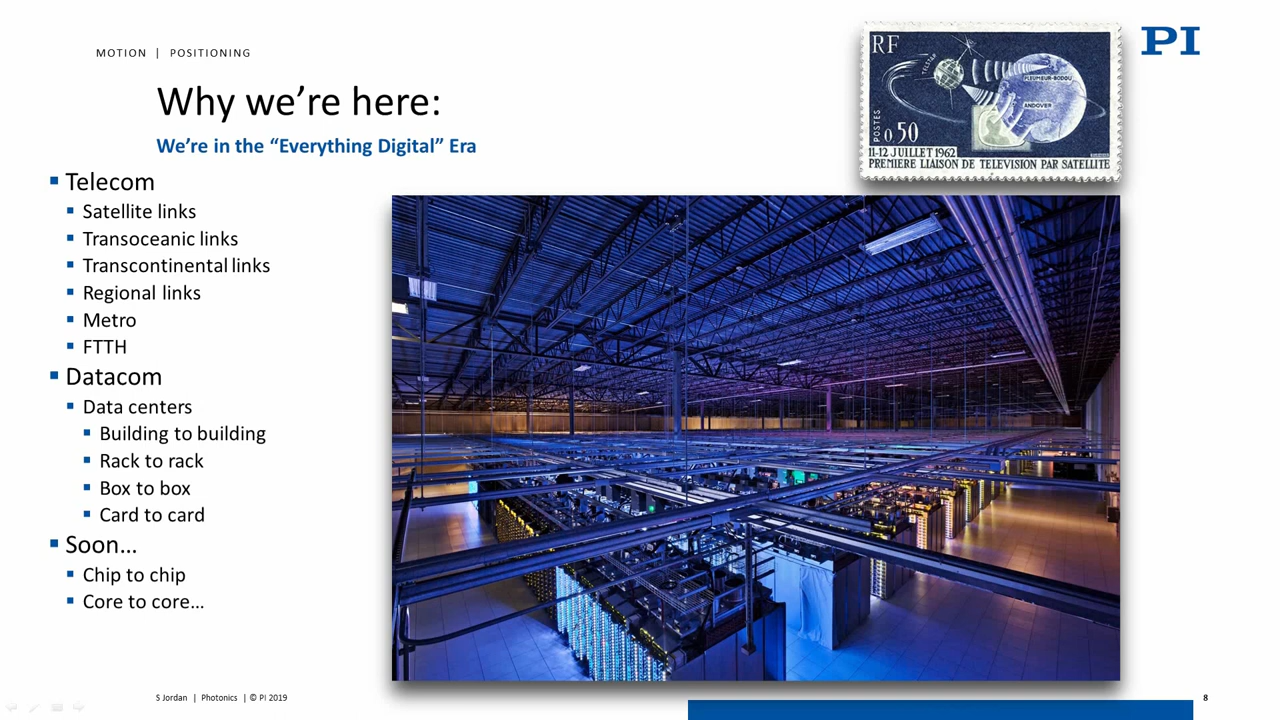 MOTION | POSITIONING
PI
Why we’re here:
We’re in the “Everything Digital” Era
RF
TELSTAR
PLEUMEUR-BODOU
ANDOVER
POSTES
0,50
11-12 JUILLET 1962
PREMIERE LIAISON DE TELEVISION PAR SATELLITE
Telecom
Satellite links
Transoceanic links
Transcontinental links
Regional links
Metro
FTTH
Datacom
Data centers
Building to building
Rack to rack
Box to box
Card to card
Soon…
Chip to chip
Core to core…
S Jordan | Photonics | © PI 2019
8